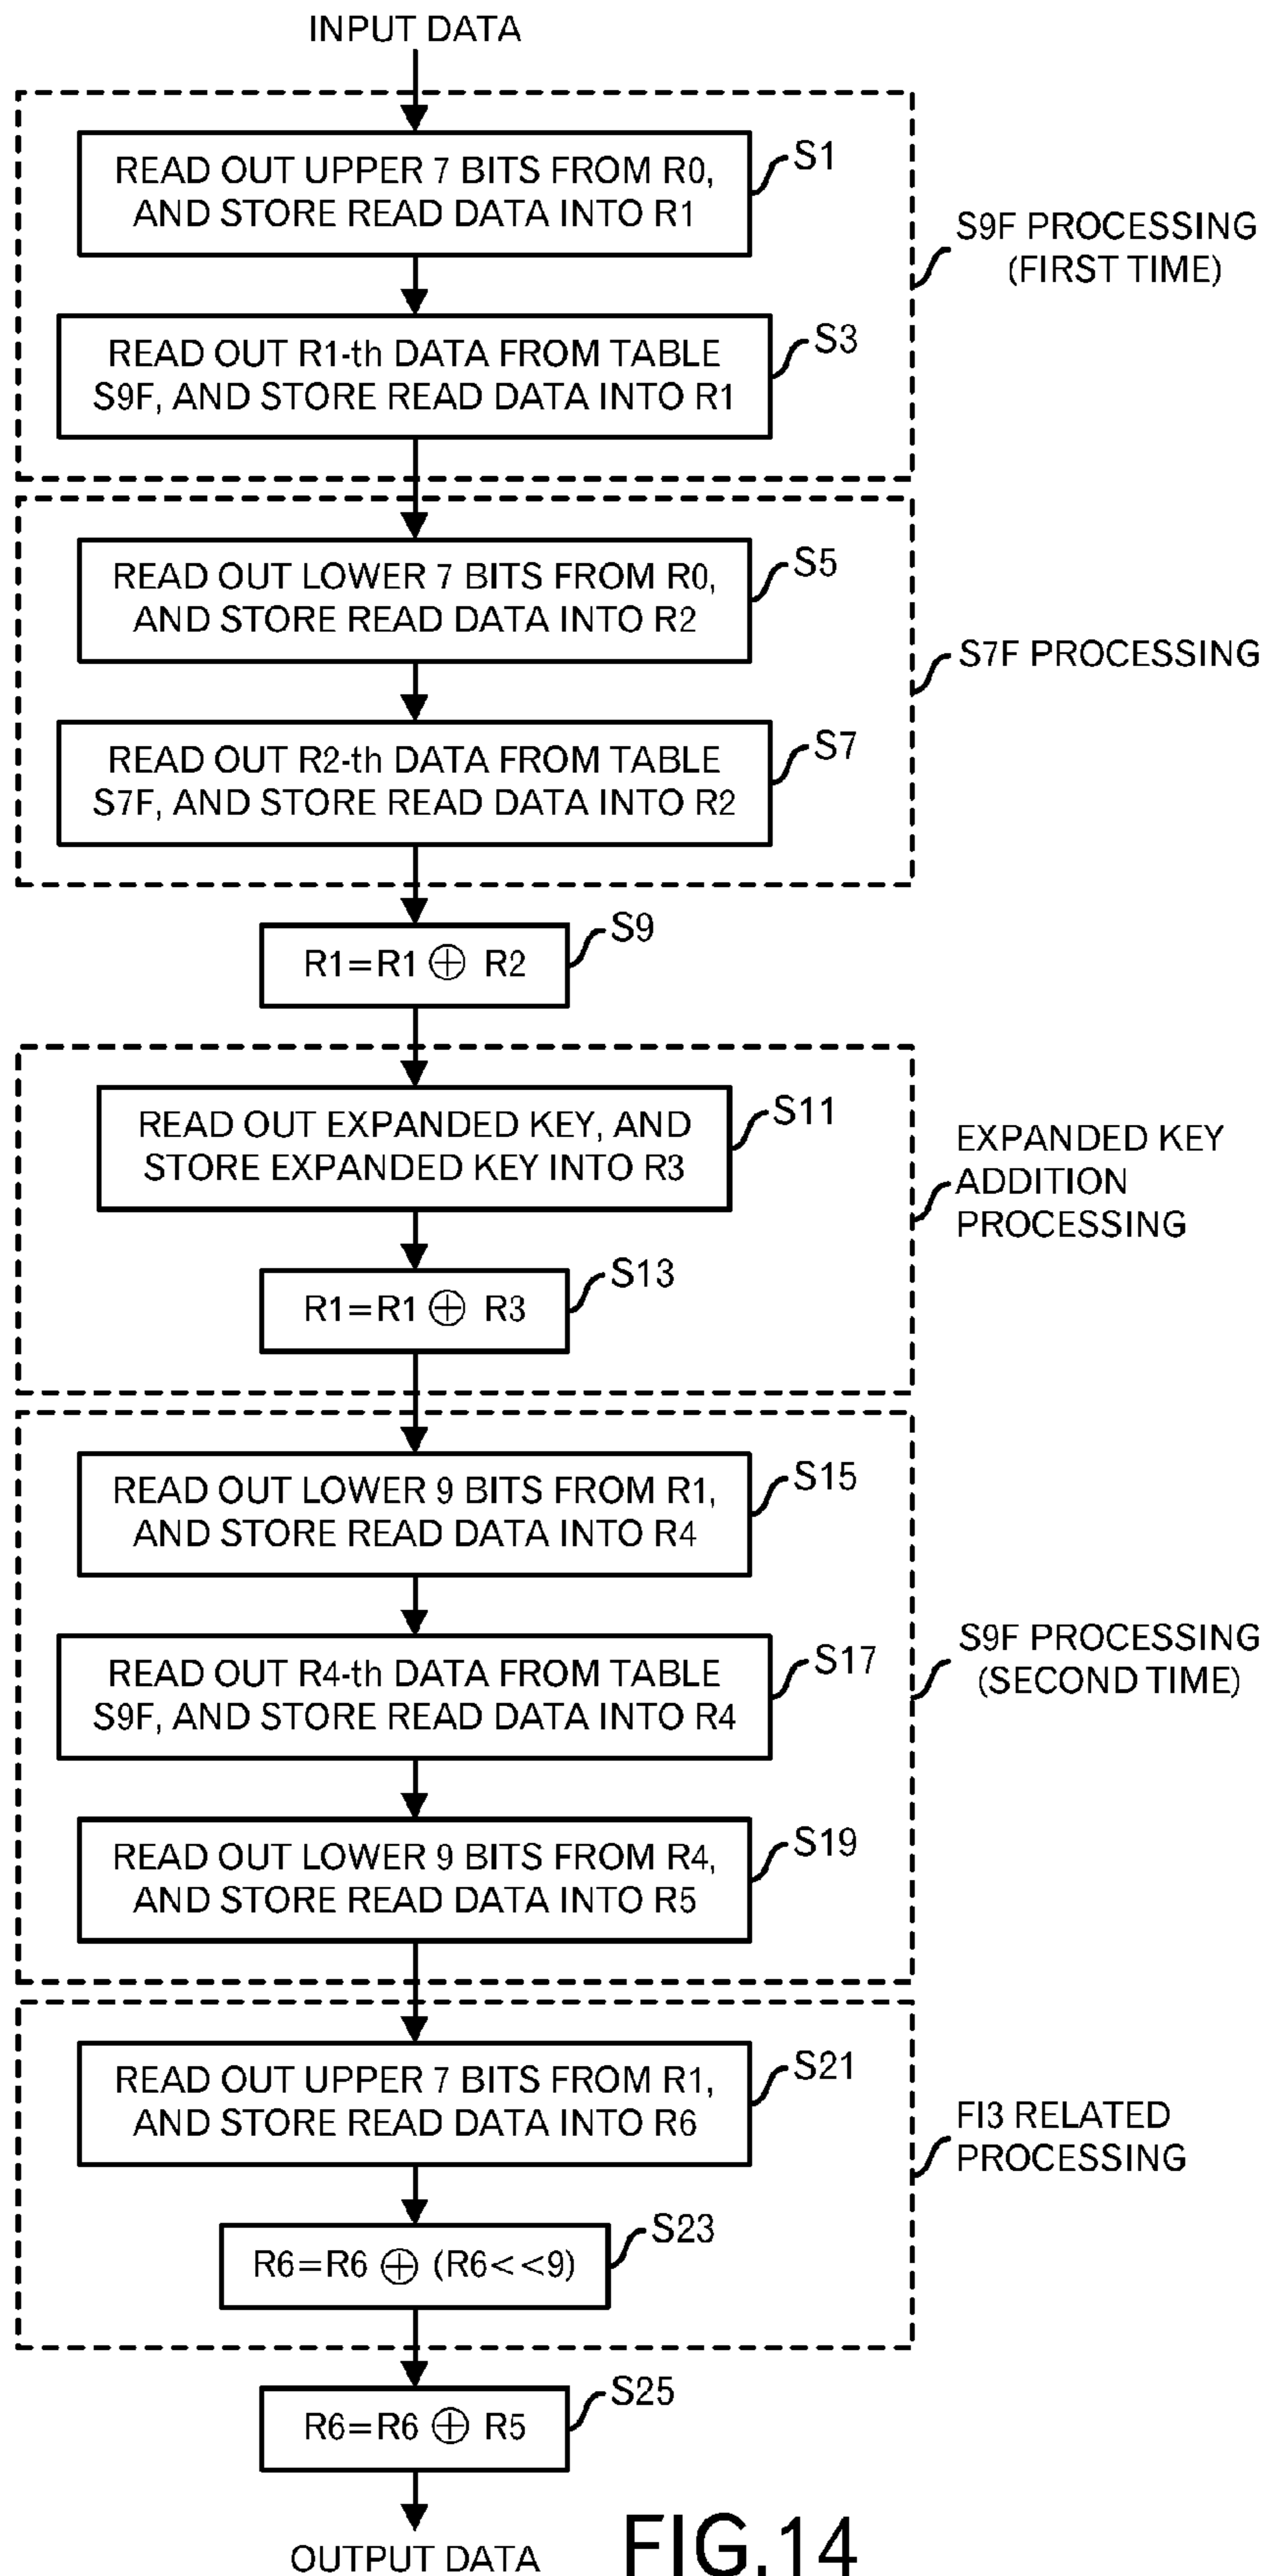 INPUT DATA
READ OUT UPPER 7 BITS FROM R0,
AND STORE READ DATA INTO R1
S1
READ OUT R1-th DATA FROM TABLE
S9F, AND STORE READ DATA INTO R1
S3
S9F PROCESSING
(FIRST TIME)
READ OUT LOWER 7 BITS FROM R0,
AND STORE READ DATA INTO R2
S5
READ OUT R2-th DATA FROM TABLE
S7F, AND STORE READ DATA INTO R2
S7
S7F PROCESSING
R1=R1 ⊕ R2
S9
READ OUT EXPANDED KEY, AND
STORE EXPANDED KEY INTO R3
S11
R1=R1 ⊕ R3
S13
EXPANDED KEY
ADDITION
PROCESSING
READ OUT LOWER 9 BITS FROM R1,
AND STORE READ DATA INTO R4
S15
READ OUT R4-th DATA FROM TABLE
S9F, AND STORE READ DATA INTO R4
S17
READ OUT LOWER 9 BITS FROM R4,
AND STORE READ DATA INTO R5
S19
S9F PROCESSING
(SECOND TIME)
READ OUT UPPER 7 BITS FROM R1,
AND STORE READ DATA INTO R6
S21
R6=R6 ⊕ (R6<<9)
S23
FI3 RELATED
PROCESSING
R6=R6 ⊕ R5
S25
OUTPUT DATA
FIG.14